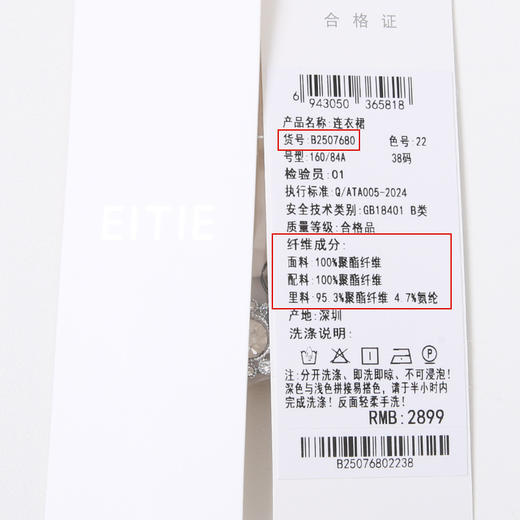 EITIE
合格证
6 943050 365818
产品名称:连衣裙
货号:B2507680 色号:22
号型:160/84A 38码
检验员:01
执行标准:Q/ATA005-2024
安全技术类别:GB18401 B类
质量等级:合格品
纤维成分:
面料:100%聚酯纤维
配料:100%聚酯纤维
里料:95.3%聚酯纤维 4.7%氨纶
产地:深圳
洗涤说明:
注:分开洗涤、即洗即晾、不可浸泡!
深色与浅色拼接易搭色,请于半小时内
完成洗涤!反面轻柔手洗!
RMB:2899
B25076802238